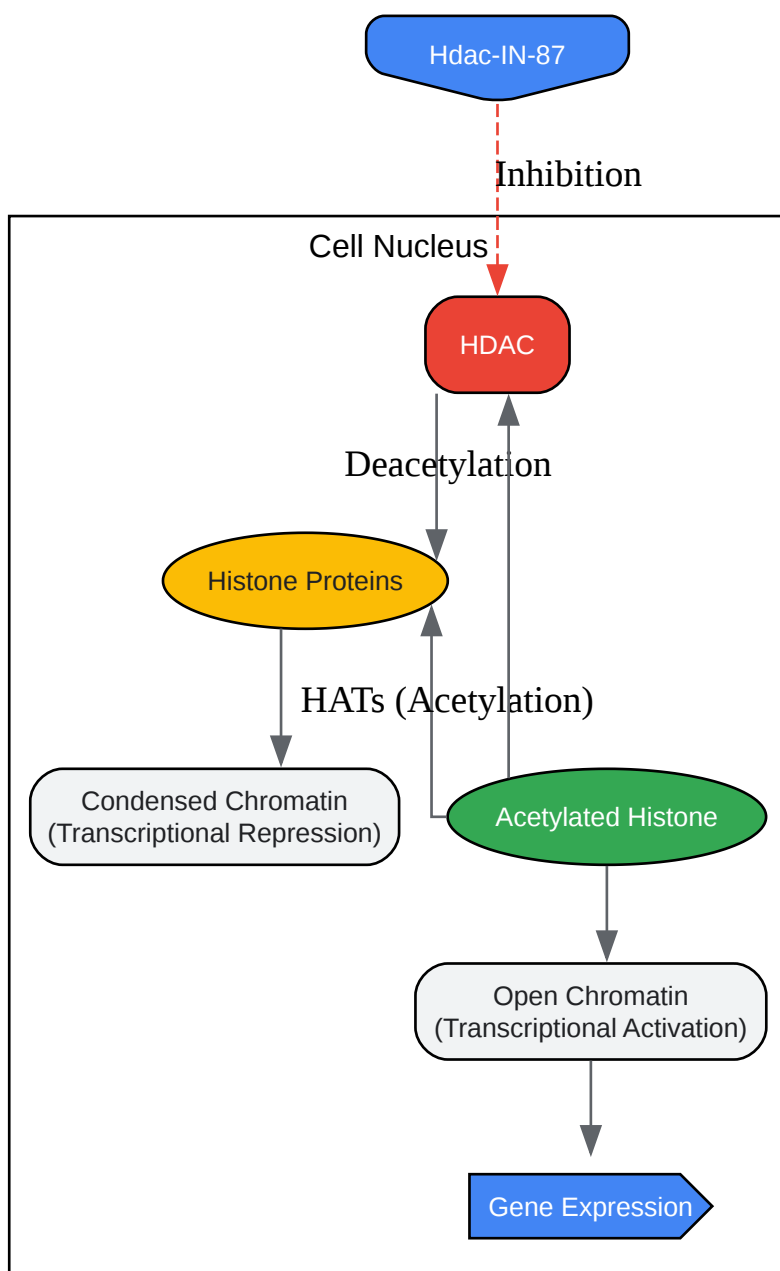 Hdac-IN-87
Inhibition
Cell Nucleus
HDAC
Deacetylation
Histone Proteins
HATs (Acetylation)
Condensed Chromatin
(Transcriptional Repression)
Acetylated Histone
Open Chromatin
(Transcriptional Activation)
Gene Expression